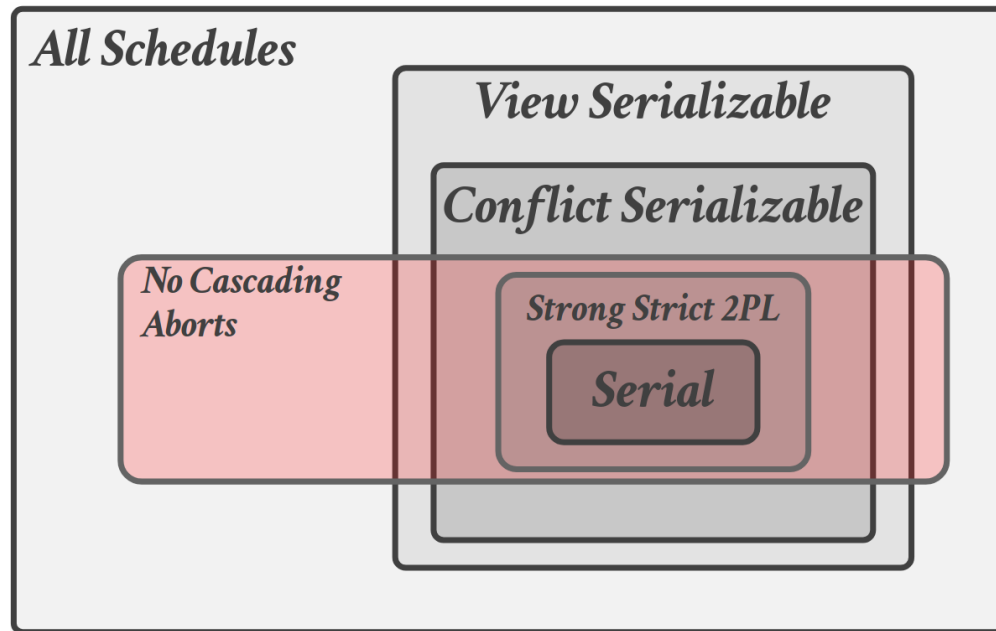 All Schedules
View Serializable
Conflict Serializable
No Cascading
Aborts
Strong Strict 2PL
Serial